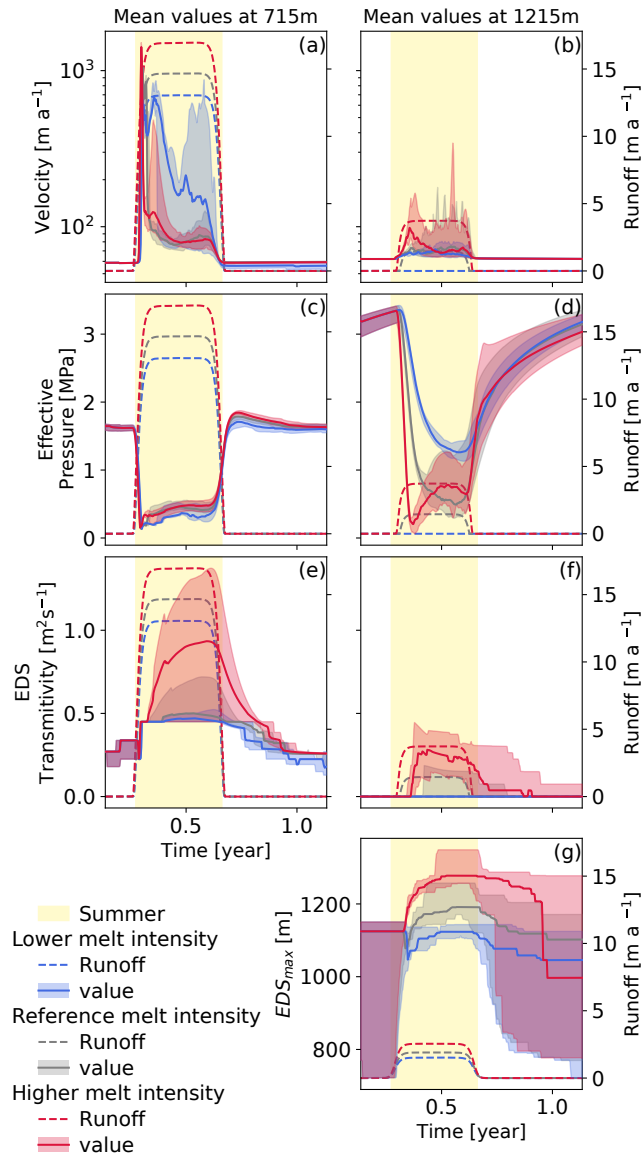 Mean values at 715m
Mean values at 1215m
(a)
(b)
10³
10²
Velocity [m a⁻¹]
15
10
5
0
Runoff [m a⁻¹]
(c)
(d)
3
2
1
0
Effective
Pressure [MPa]
15
10
5
0
Runoff [m a⁻¹]
(e)
(f)
1.0
0.5
0.0
EDS
Transmitivity [m²s⁻¹]
15
10
5
0
Runoff [m a⁻¹]
0.5
1.0
Time [year]
(g)
1200
1000
800
EDSmax [m]
15
10
5
0
Runoff [m a⁻¹]
0.5
1.0
Time [year]
Summer
Lower melt intensity
Runoff
value
Reference melt intensity
Runoff
value
Higher melt intensity
Runoff
value